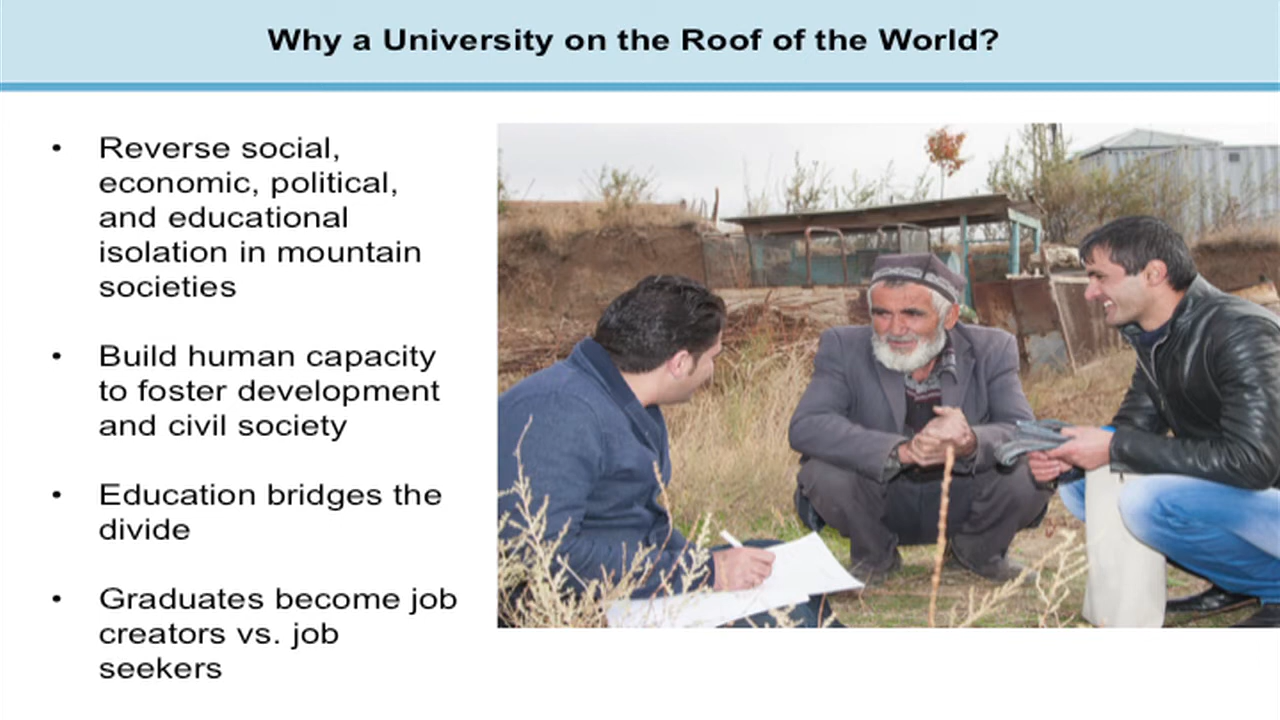 Why a University on the Roof of the World?
• Reverse social,
economic, political,
and educational
isolation in mountain
societies
• Build human capacity
to foster development
and civil society
• Education bridges the
divide
• Graduates become job
creators vs. job
seekers